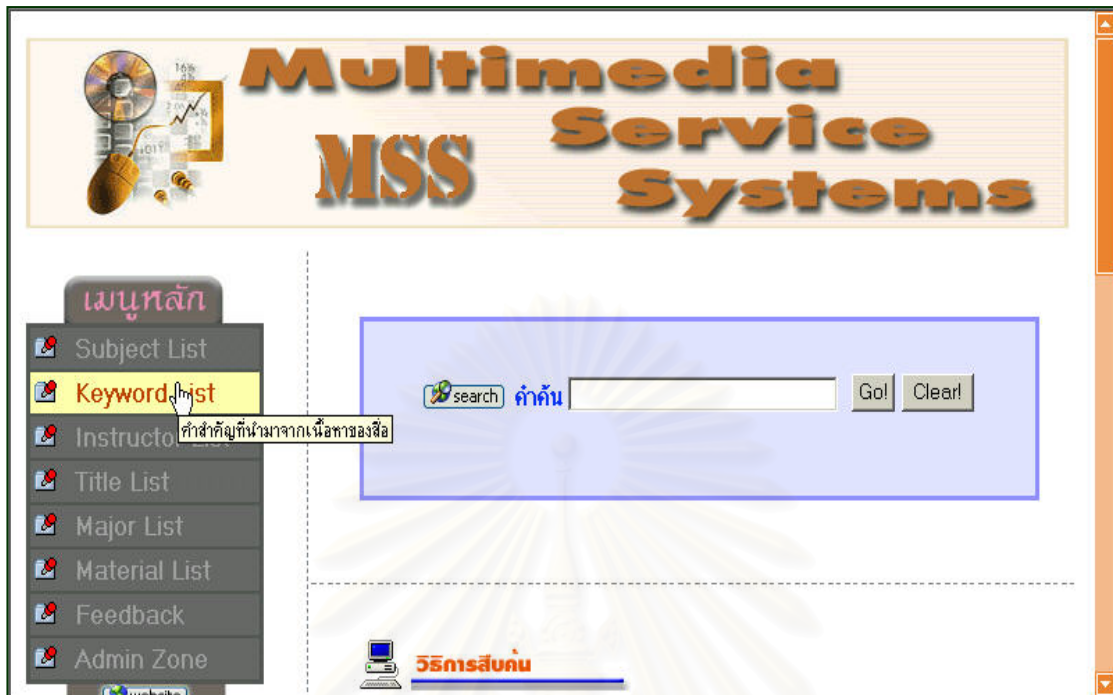 Multimedia
Service
MSS
Systems
เมนูหลัก
Subject List
Keyword List
คำสำคัญที่นำมาจากเนื้อหาของสื่อ
Instructor List
Title List
Major List
Material List
Feedback
Admin Zone
website
search คำค้น Go! Clear!
วิธีการสืบค้น